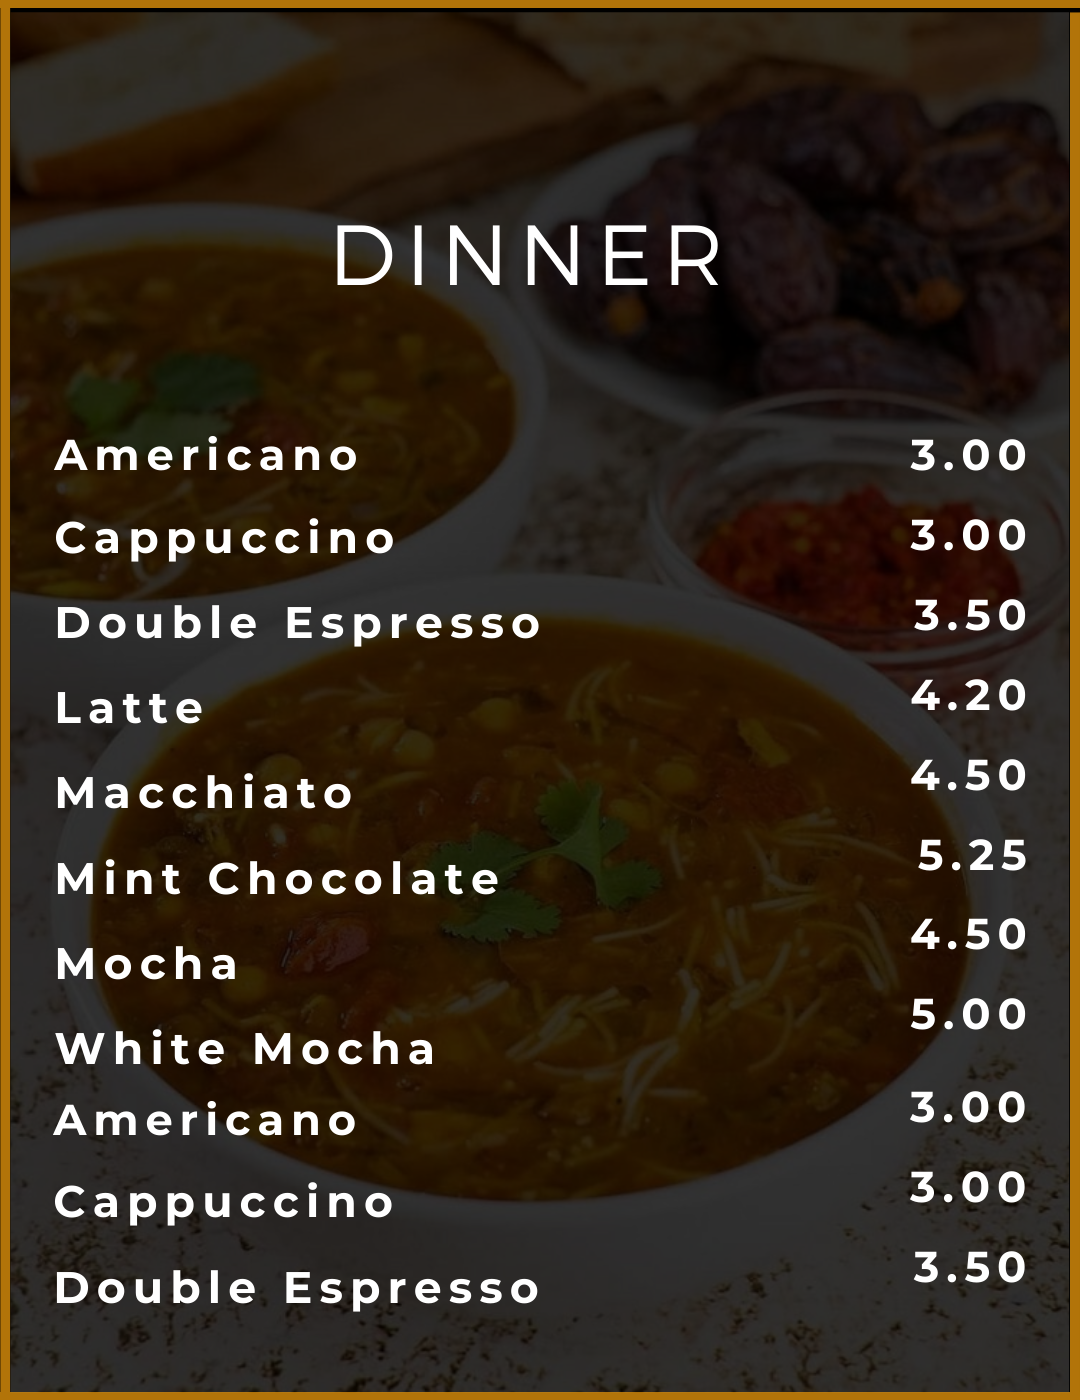 DINNER
Americano 3.00
Cappuccino 3.00
Double Espresso 3.50
Latte 4.20
Macchiato 4.50
Mint Chocolate 5.25
Mocha 4.50
White Mocha 5.00
Americano 3.00
Cappuccino 3.00
Double Espresso 3.50